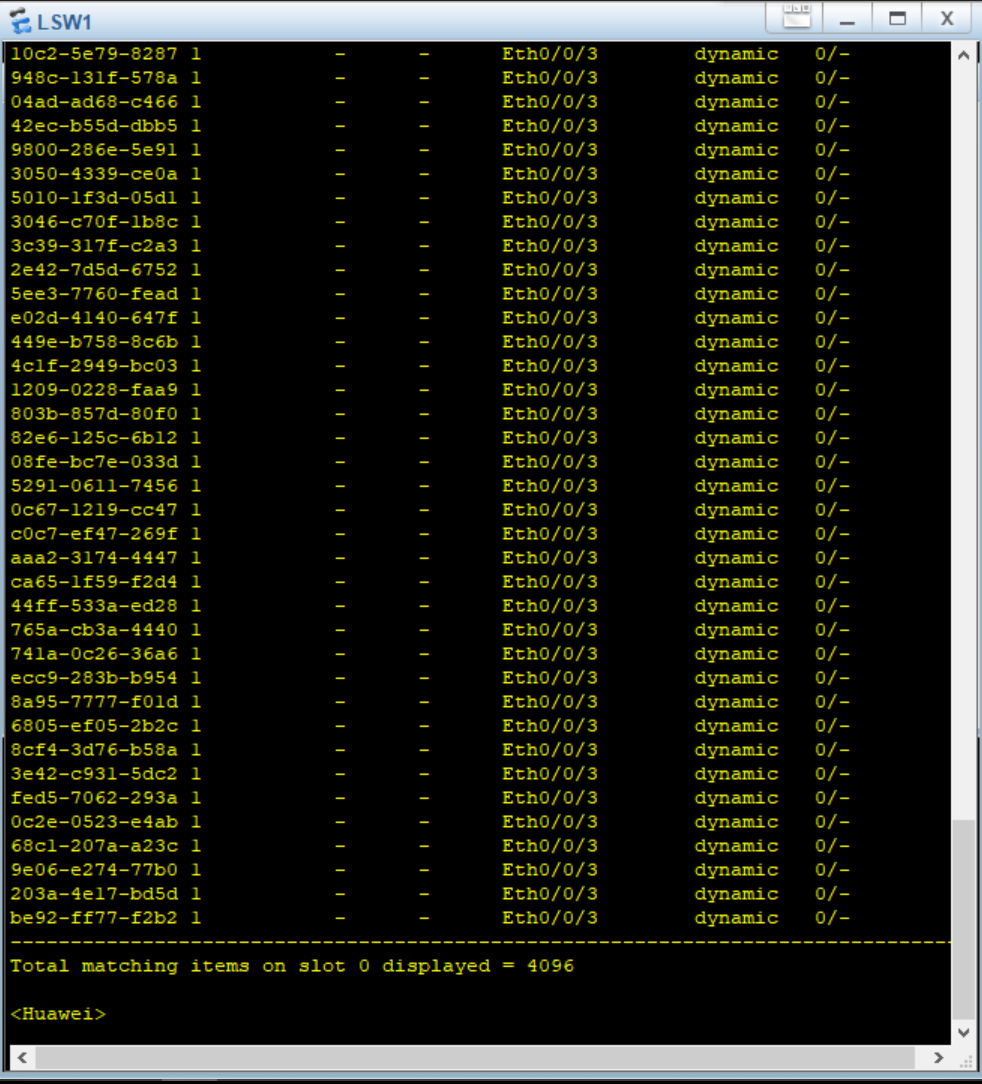 LSW1
10c2-5e79-8287 1 - - Eth0/0/3 dynamic 0/-
948c-131f-578a 1 - - Eth0/0/3 dynamic 0/-
04ad-ad68-c466 1 - - Eth0/0/3 dynamic 0/-
42ec-b55d-dbb5 1 - - Eth0/0/3 dynamic 0/-
9800-286e-5e91 1 - - Eth0/0/3 dynamic 0/-
3050-4339-ce0a 1 - - Eth0/0/3 dynamic 0/-
5010-1f3d-05d1 1 - - Eth0/0/3 dynamic 0/-
3046-c70f-1b8c 1 - - Eth0/0/3 dynamic 0/-
3c39-317f-c2a3 1 - - Eth0/0/3 dynamic 0/-
2e42-7d5d-6752 1 - - Eth0/0/3 dynamic 0/-
5ee3-7760-fead 1 - - Eth0/0/3 dynamic 0/-
e02d-4140-647f 1 - - Eth0/0/3 dynamic 0/-
449e-b758-8c6b 1 - - Eth0/0/3 dynamic 0/-
4c1f-2949-bc03 1 - - Eth0/0/3 dynamic 0/-
1209-0228-faa9 1 - - Eth0/0/3 dynamic 0/-
803b-857d-80f0 1 - - Eth0/0/3 dynamic 0/-
82e6-125c-6b12 1 - - Eth0/0/3 dynamic 0/-
08fe-bc7e-033d 1 - - Eth0/0/3 dynamic 0/-
5291-0611-7456 1 - - Eth0/0/3 dynamic 0/-
0c67-1219-cc47 1 - - Eth0/0/3 dynamic 0/-
c0c7-ef47-269f 1 - - Eth0/0/3 dynamic 0/-
aaa2-3174-4447 1 - - Eth0/0/3 dynamic 0/-
ca65-1f59-f2d4 1 - - Eth0/0/3 dynamic 0/-
44ff-533a-ed28 1 - - Eth0/0/3 dynamic 0/-
765a-cb3a-4440 1 - - Eth0/0/3 dynamic 0/-
741a-0c26-36a6 1 - - Eth0/0/3 dynamic 0/-
ecc9-283b-b954 1 - - Eth0/0/3 dynamic 0/-
8a95-7777-f01d 1 - - Eth0/0/3 dynamic 0/-
6805-ef05-2b2c 1 - - Eth0/0/3 dynamic 0/-
8cf4-3d76-b58a 1 - - Eth0/0/3 dynamic 0/-
3e42-c931-5dc2 1 - - Eth0/0/3 dynamic 0/-
fed5-7062-293a 1 - - Eth0/0/3 dynamic 0/-
0c2e-0523-e4ab 1 - - Eth0/0/3 dynamic 0/-
68c1-207a-a23c 1 - - Eth0/0/3 dynamic 0/-
9e06-e274-77b0 1 - - Eth0/0/3 dynamic 0/-
203a-4e17-bd5d 1 - - Eth0/0/3 dynamic 0/-
be92-ff77-f2b2 1 - - Eth0/0/3 dynamic 0/-
-------------------------------------------------------------------------------
Total matching items on slot 0 displayed = 4096
<Huawei>